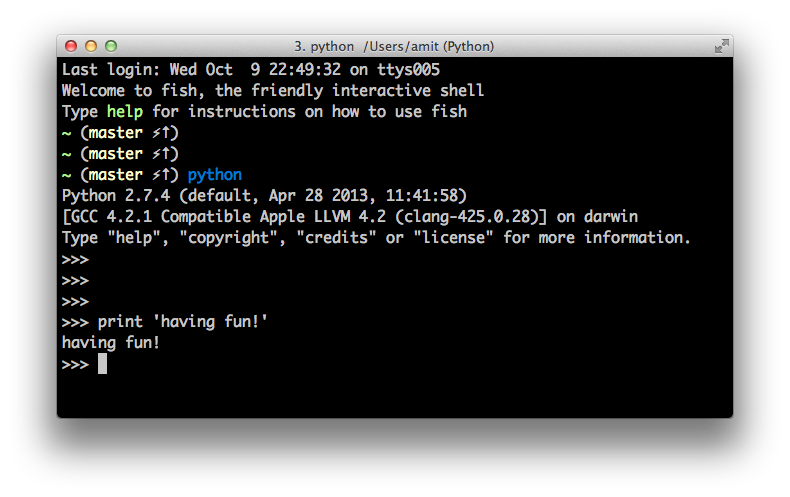 3. python  /Users/amit (Python)
Last login: Wed Oct  9 22:49:32 on ttys005
Welcome to fish, the friendly interactive shell
Type help for instructions on how to use fish
~ (master ⚡↑)
~ (master ⚡↑)
~ (master ⚡↑) python
Python 2.7.4 (default, Apr 28 2013, 11:41:58)
[GCC 4.2.1 Compatible Apple LLVM 4.2 (clang-425.0.28)] on darwin
Type "help", "copyright", "credits" or "license" for more information.
>>>
>>>
>>>
>>> print 'having fun!'
having fun!
>>>